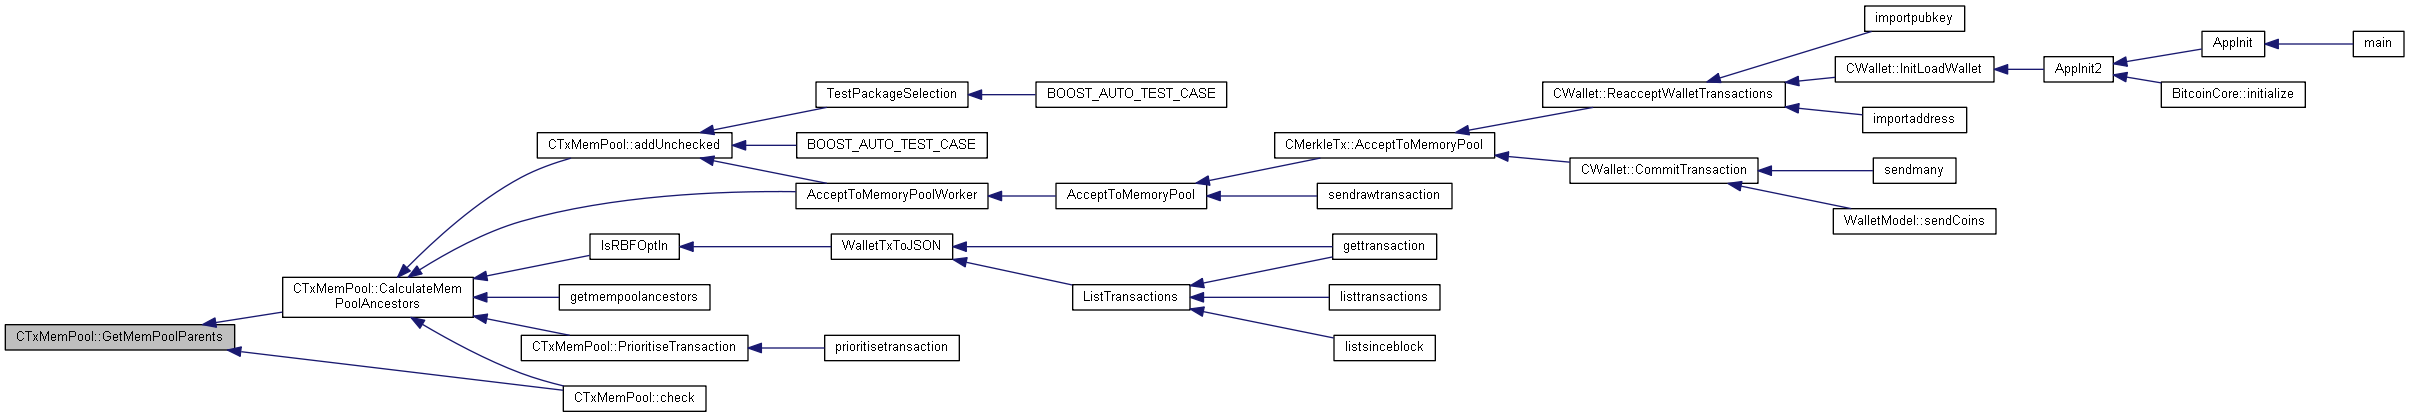 importpubkey
AppInit
main
CWallet::InitLoadWallet
AppInit2
TestPackageSelection
BOOST_AUTO_TEST_CASE
CWallet::ReacceptWalletTransactions
BitcoinCore::initialize
importaddress
CTxMemPool::addUnchecked
BOOST_AUTO_TEST_CASE
CMerkleTx::AcceptToMemoryPool
CWallet::CommitTransaction
sendmany
AcceptToMemoryPoolWorker
AcceptToMemoryPool
sendrawtransaction
WalletModel::sendCoins
IsRBFOptIn
WalletTxToJSON
gettransaction
CTxMemPool::CalculateMem
PoolAncestors
getmempoolancestors
ListTransactions
listtransactions
CTxMemPool::GetMemPoolParents
CTxMemPool::PrioritiseTransaction
prioritisetransaction
listsinceblock
CTxMemPool::check